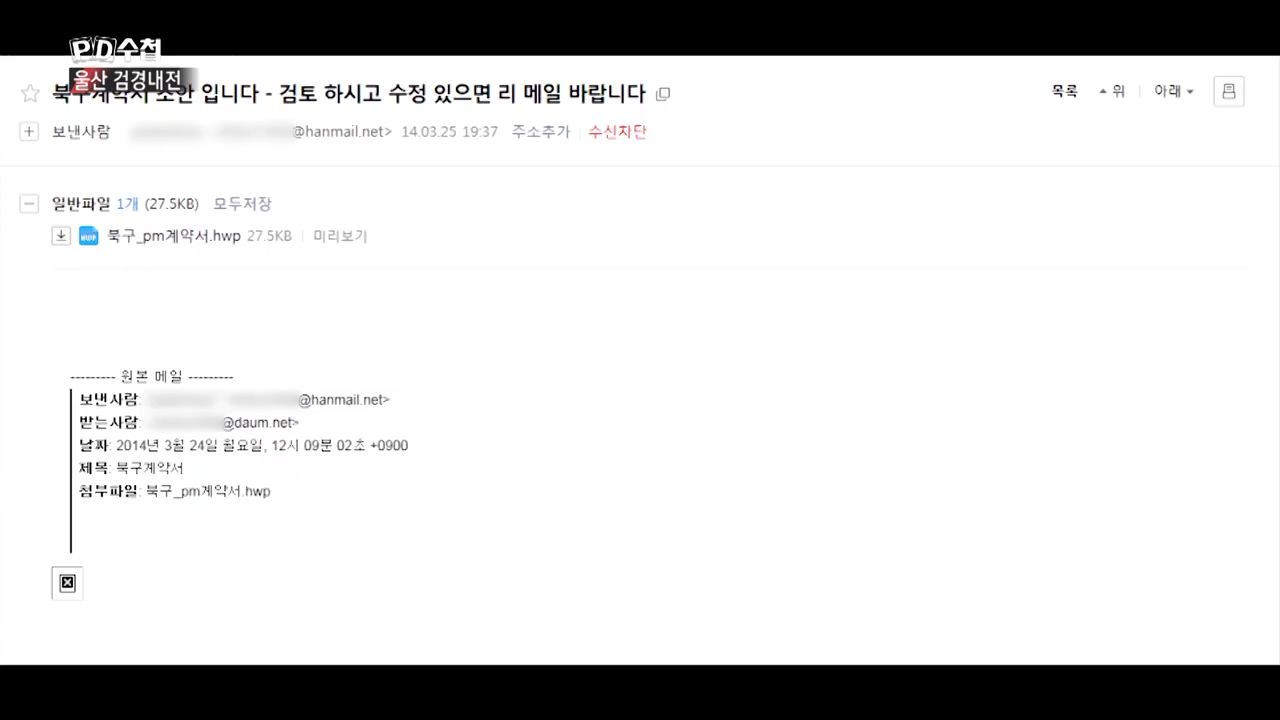 PD수첩
울산 검경내전
북구계약서 초안 입니다 - 검토 하시고 수정 있으면 리 메일 바랍니다
목록 위 아래
보낸사람 @hanmail.net> 14.03.25 19:37 주소추가 수신차단
일반파일 1개 (27.5KB) 모두저장
북구_pm계약서.hwp 27.5KB 미리보기
--------- 원본 메일 ---------
보낸사람: @hanmail.net>
받는사람: @daum.net>
날짜: 2014년 3월 24일 월요일, 12시 09분 02초 +0900
제목: 북구계약서
첨부파일: 북구_pm계약서.hwp